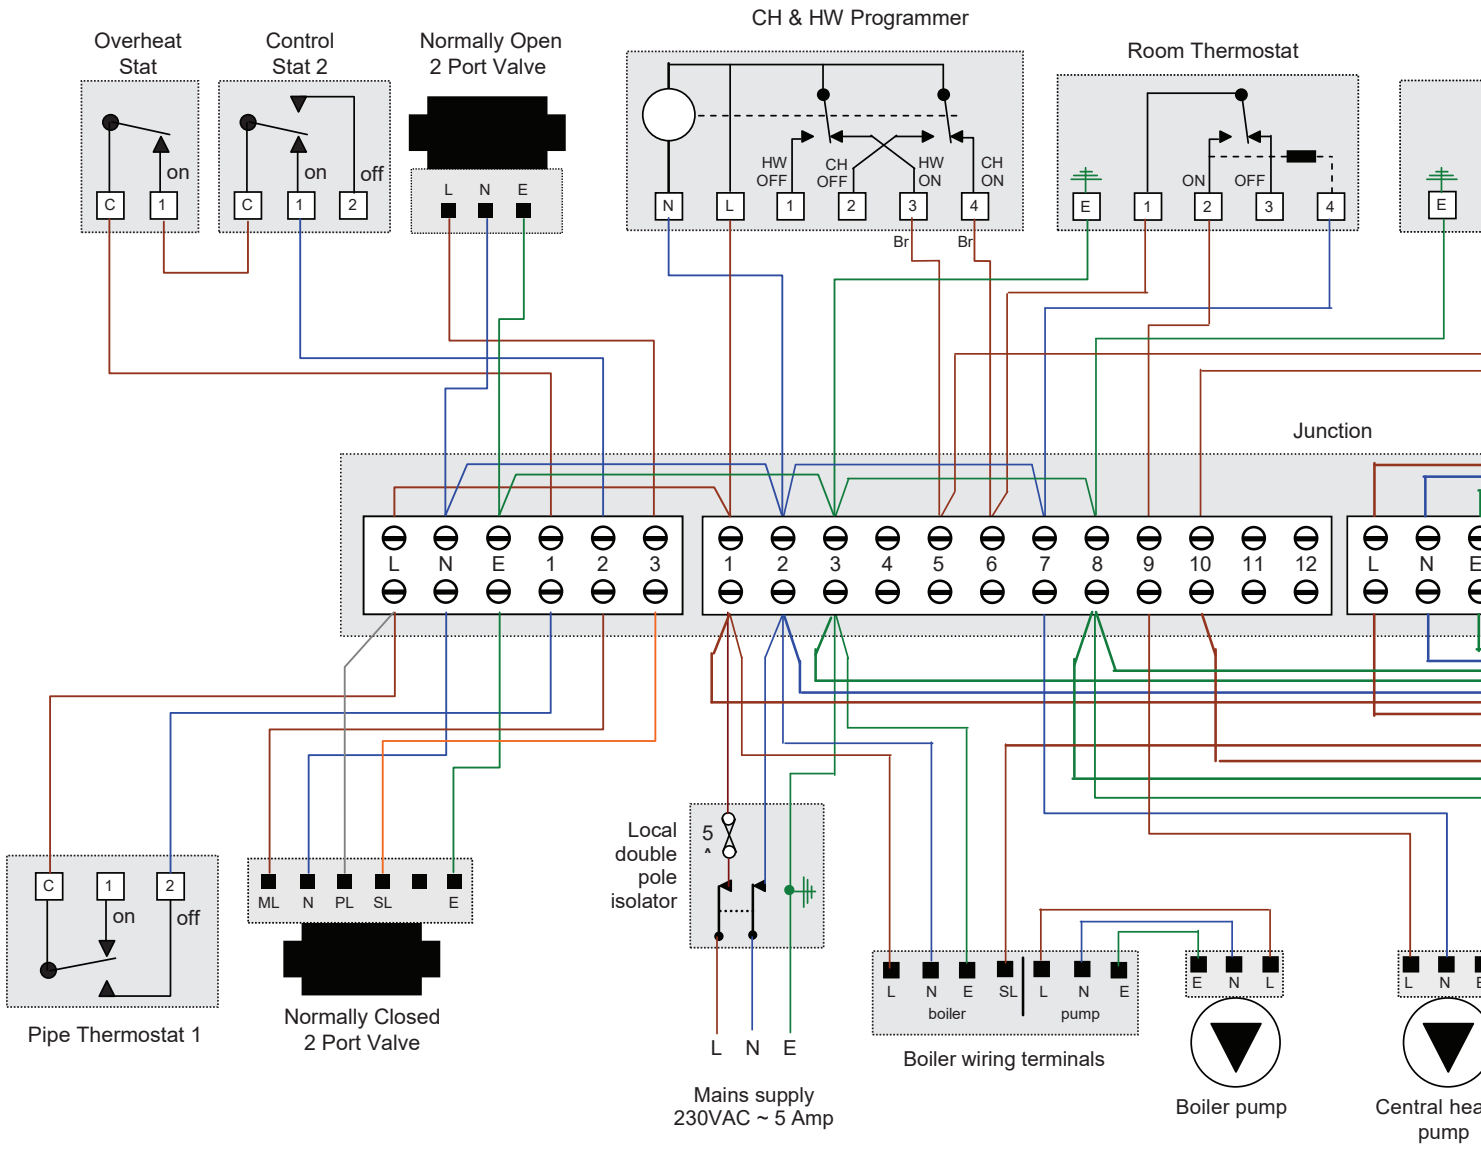 CH & HW Programmer
Overheat
Stat
Control
Stat 2
Normally Open
2 Port Valve
Room Thermostat
on
on
off
C
1
C
1
2
L N E
HW
OFF
CH
OFF
HW
ON
CH
ON
N
L
1
2
3
4
Br
Br
ON
OFF
E
1
2
3
4
E
Junction
L N E 1 2 3
1 2 3 4 5 6 7 8 9 10 11 12
L N E
C
1
2
on
off
Pipe Thermostat 1
ML N PL SL E
Normally Closed
2 Port Valve
Local
double
pole
isolator
5
L N E
Mains supply
230VAC ~ 5 Amp
L N E SL L N E
boiler
pump
Boiler wiring terminals
E N L
Boiler pump
L N E
Central hea
pump